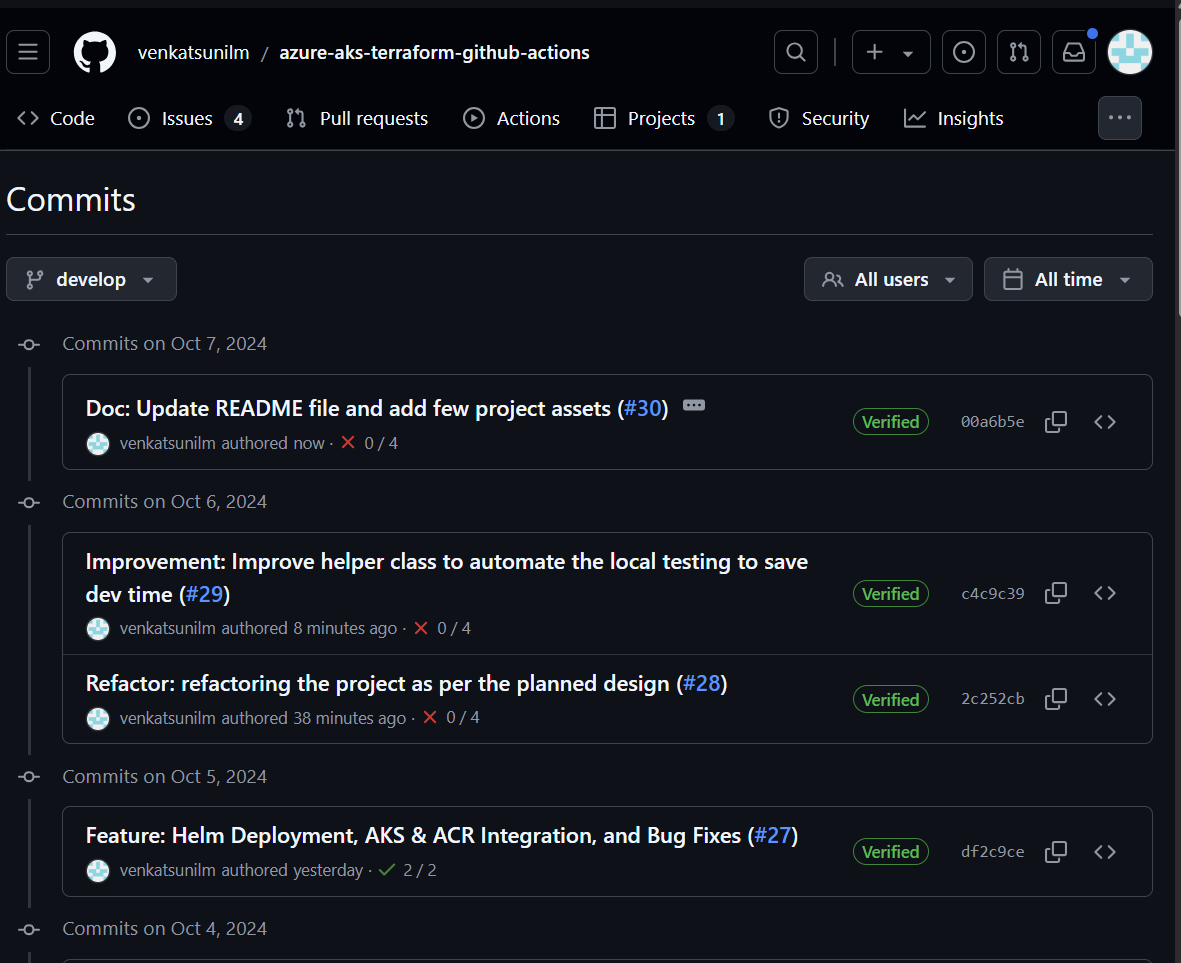 venkatsunilm / azure-aks-terraform-github-actions
Code Issues 4 Pull requests Actions Projects 1 Security Insights
Commits
develop All users All time
Commits on Oct 7, 2024
Doc: Update README file and add few project assets (#30)
venkatsunilm authored now · 0 / 4
Verified 00a6b5e
Commits on Oct 6, 2024
Improvement: Improve helper class to automate the local testing to save
dev time (#29)
venkatsunilm authored 8 minutes ago · 0 / 4
Verified c4c9c39
Refactor: refactoring the project as per the planned design (#28)
venkatsunilm authored 38 minutes ago · 0 / 4
Verified 2c252cb
Commits on Oct 5, 2024
Feature: Helm Deployment, AKS & ACR Integration, and Bug Fixes (#27)
venkatsunilm authored yesterday · 2 / 2
Verified df2c9ce
Commits on Oct 4, 2024